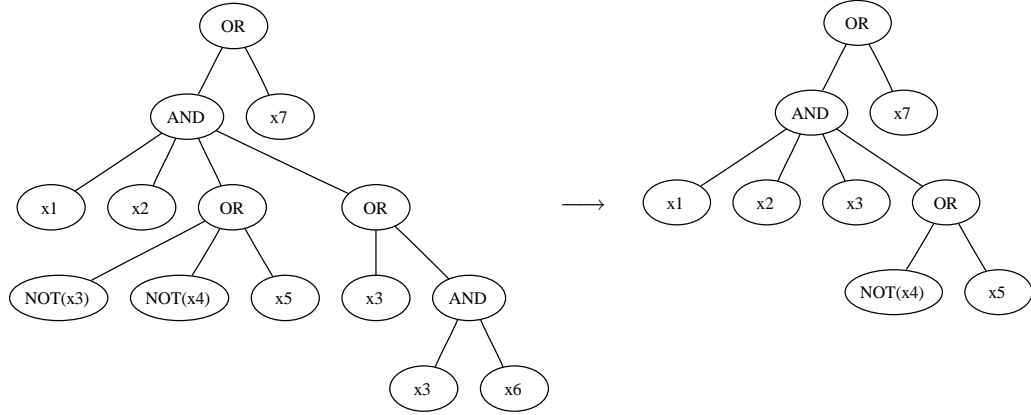 OR
AND
x7
x1
x2
OR
OR
NOT(x3)
NOT(x4)
x5
x3
AND
x3
x6
⟶
OR
AND
x7
x1
x2
x3
OR
NOT(x4)
x5